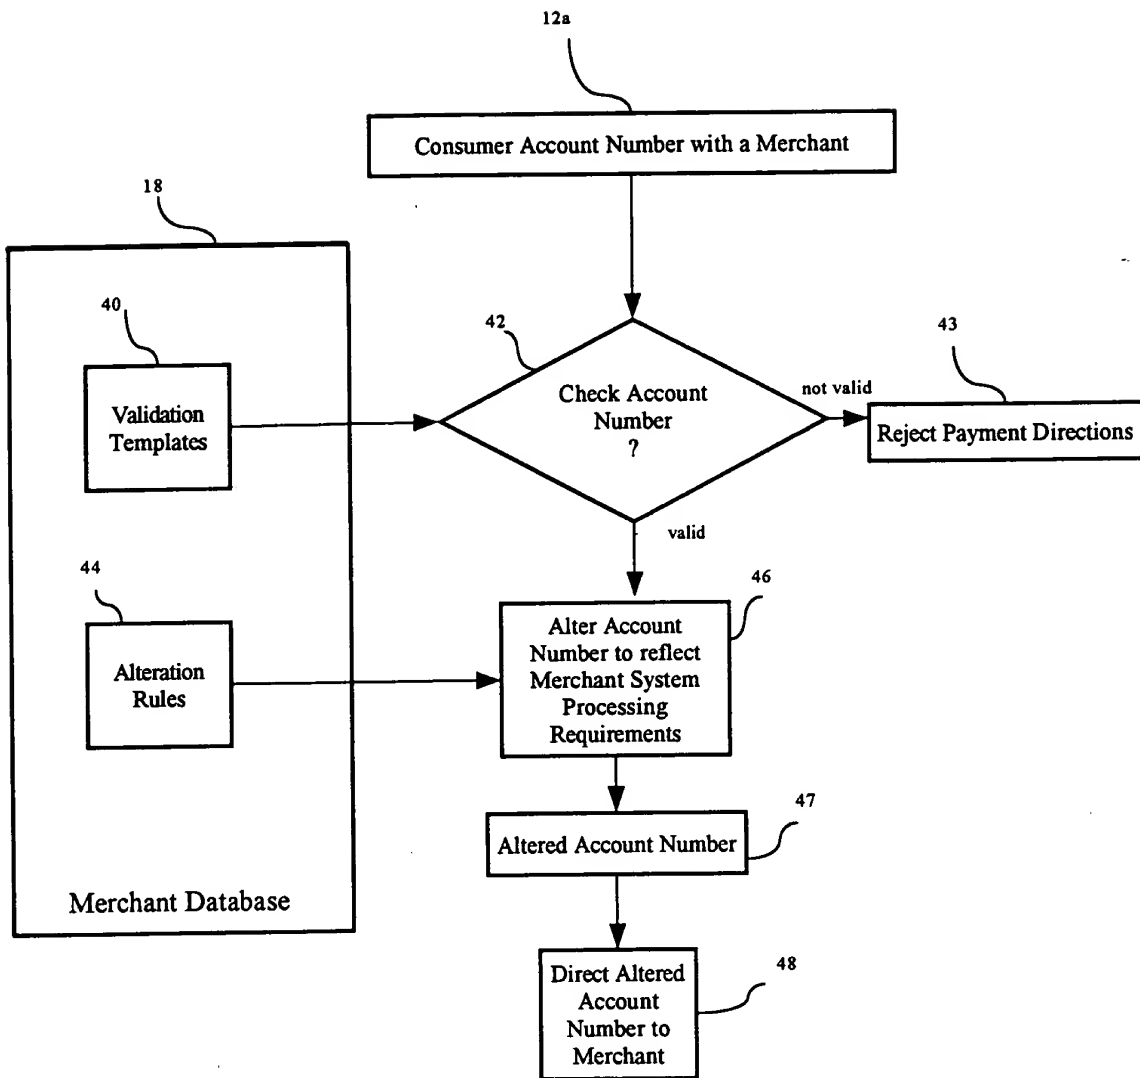 12a
Consumer Account Number with a Merchant
18
40
Validation
Templates
42
Check Account
Number
?
not valid
43
Reject Payment Directions
valid
44
Alteration
Rules
46
Alter Account
Number to reflect
Merchant System
Processing
Requirements
47
Altered Account Number
Merchant Database
48
Direct Altered
Account
Number to
Merchant